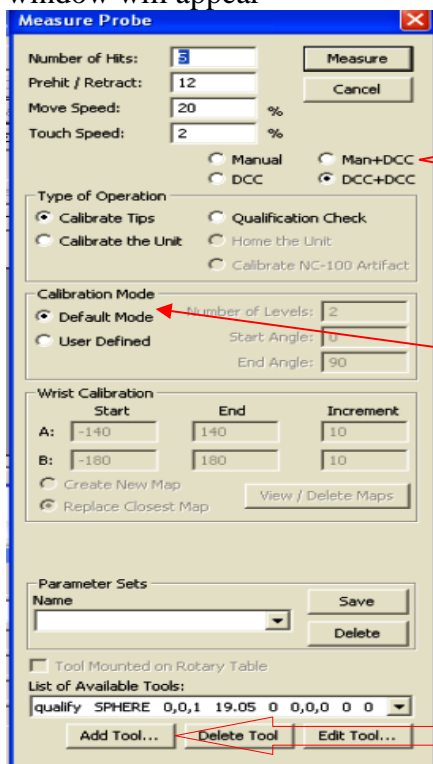 window will appear
Measure Probe
Number of Hits: 5 Measure
Prehit / Retract: 12 Cancel
Move Speed: 20 %
Touch Speed: 2 %
Manual Man+DCC
DCC DCC+DCC
Type of Operation
Calibrate Tips Qualification Check
Calibrate the Unit Home the Unit
Calibrate NC-100 Artifact
Calibration Mode
Default Mode Number of Levels: 2
User Defined Start Angle: 0
End Angle: 90
Wrist Calibration
Start End Increment
A: -140 140 10
B: -180 180 10
Create New Map
Replace Closest Map View / Delete Maps
Parameter Sets
Name Save
Delete
Tool Mounted on Rotary Table
List of Available Tools:
qualify SPHERE 0,0,1 19.05 0 0,0,0 0 0
Add Tool... Delete Tool Edit Tool...